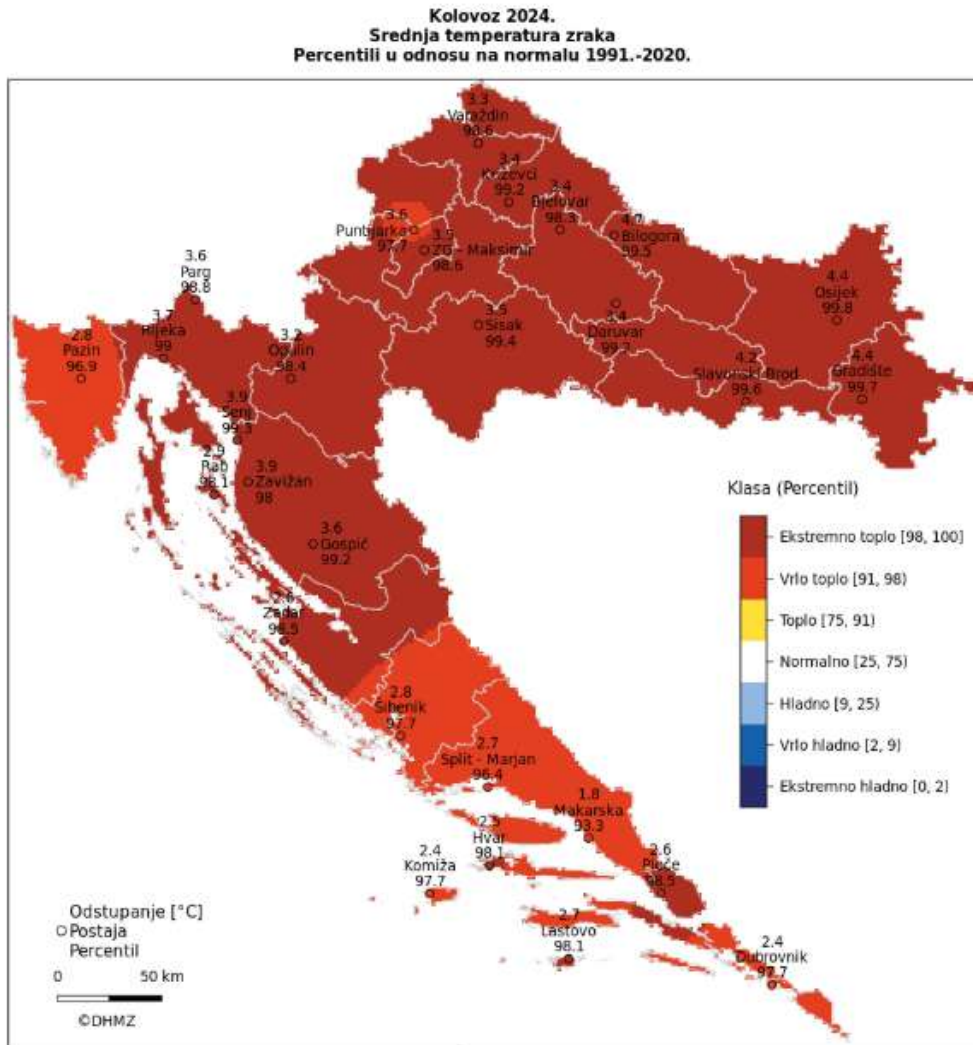 Kolovoz 2024.
Srednja temperatura zraka
Percentili u odnosu na normalu 1991.-2020.
3.3
Varaždin
98.6
3.4
Križevci
99.2
3.4
Bjelovar
98.3
4.7
Bilogora
99.5
3.6
Puntijarka
97.7
3.9
ZG - Maksimir
98.6
3.6
Parg
98.8
4.4
Osijek
99.8
3.7
Rijeka
99
2.8
Pazin
96.9
3.2
Ogulin
98.4
3.5
Sisak
99.4
3.4
Daruvar
4.2
Slavonski Brod
99.6
4.4
Gradište
99.7
3.9
Senj
99.3
2.9
Rab
98.1
3.9
Zavižan
98
3.6
Gospić
99.2
2.6
Zadar
98.5
Klasa (Percentil)
Ekstremno toplo [98, 100]
Vrlo toplo [91, 98)
Toplo [75, 91)
Normalno [25, 75)
Hladno [9, 25)
Vrlo hladno [2, 9)
Ekstremno hladno [0, 2)
2.8
Šibenik
97.7
2.7
Split - Marjan
96.4
1.8
Makarska
93.3
2.5
Hvar
98.1
2.4
Komiža
97.7
2.6
Ploče
98.5
2.7
Lastovo
98.1
2.4
Dubrovnik
97.7
Odstupanje [°C]
Postaja
Percentil
0 50 km
©DHMZ